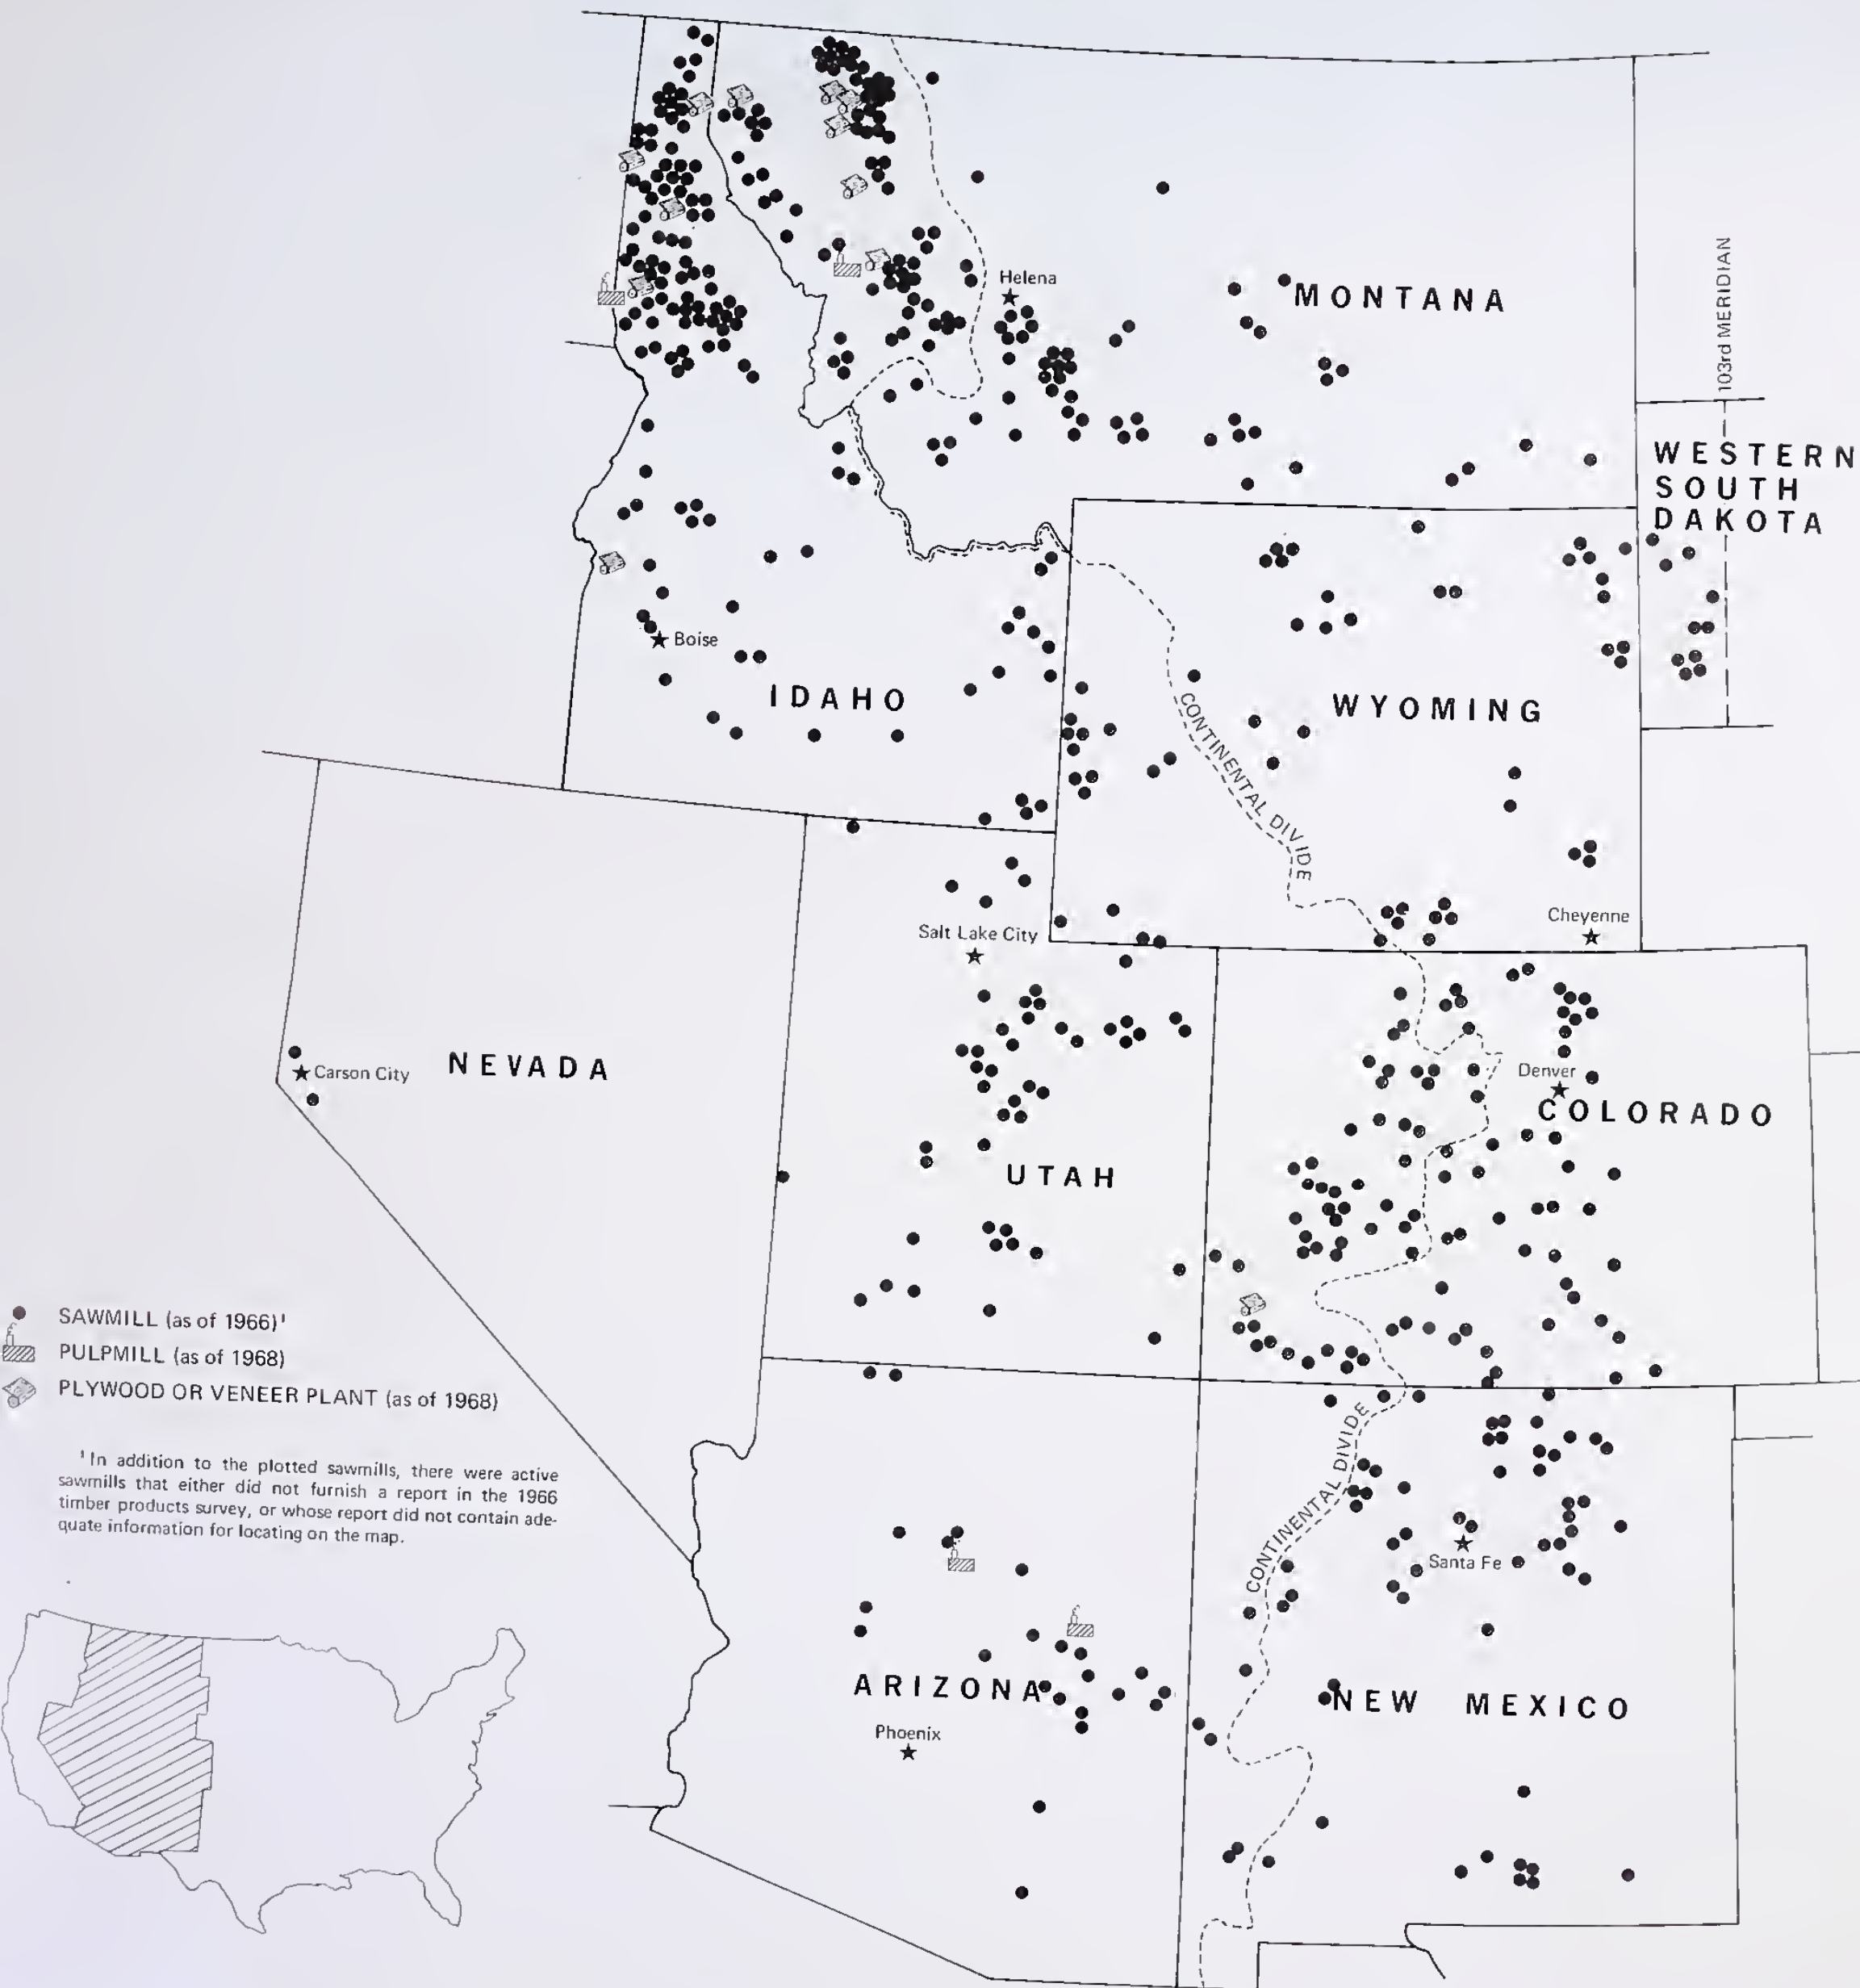 Helena
MONTANA
103rd MERIDIAN
WESTERN
SOUTH
DAKOTA
Boise
IDAHO
WYOMING
CONTINENTAL DIVIDE
Cheyenne
Salt Lake City
Carson City
NEVADA
Denver
COLORADO
UTAH
SAWMILL (as of 1966)¹
PULPMILL (as of 1968)
PLYWOOD OR VENEER PLANT (as of 1968)
¹In addition to the plotted sawmills, there were active
sawmills that either did not furnish a report in the 1966
timber products survey, or whose report did not contain ade-
quate information for locating on the map.
CONTINENTAL DIVIDE
Santa Fe
ARIZONA
NEW MEXICO
Phoenix